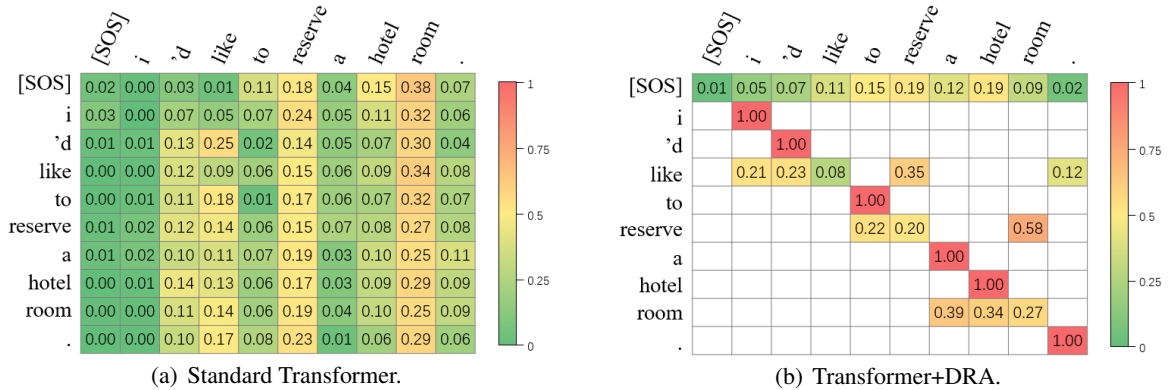 [SOS] i 'd like to reserve a hotel room .
[SOS] 0.02 0.00 0.03 0.01 0.11 0.18 0.04 0.15 0.38 0.07
i 0.03 0.00 0.07 0.05 0.07 0.24 0.05 0.11 0.32 0.06
'd 0.01 0.01 0.13 0.25 0.02 0.14 0.05 0.07 0.30 0.04
like 0.00 0.00 0.12 0.09 0.06 0.15 0.06 0.09 0.34 0.08
to 0.00 0.01 0.11 0.18 0.01 0.17 0.06 0.07 0.32 0.07
reserve 0.01 0.02 0.12 0.14 0.06 0.15 0.07 0.08 0.27 0.08
a 0.01 0.02 0.10 0.11 0.07 0.19 0.03 0.10 0.25 0.11
hotel 0.00 0.01 0.14 0.13 0.06 0.17 0.03 0.09 0.29 0.09
room 0.00 0.00 0.11 0.14 0.06 0.19 0.04 0.10 0.25 0.09
. 0.00 0.00 0.10 0.17 0.08 0.23 0.01 0.06 0.29 0.06
1
0.75
0.5
0.25
0
(a) Standard Transformer.
[SOS] i 'd like to reserve a hotel room .
[SOS] 0.01 0.05 0.07 0.11 0.15 0.19 0.12 0.19 0.09 0.02
i 1.00
'd 1.00
like 0.21 0.23 0.08 0.35 0.12
to 1.00
reserve 0.22 0.20 0.58
a 1.00
hotel 1.00
room 0.39 0.34 0.27
. 1.00
1
0.75
0.5
0.25
0
(b) Transformer+DRA.